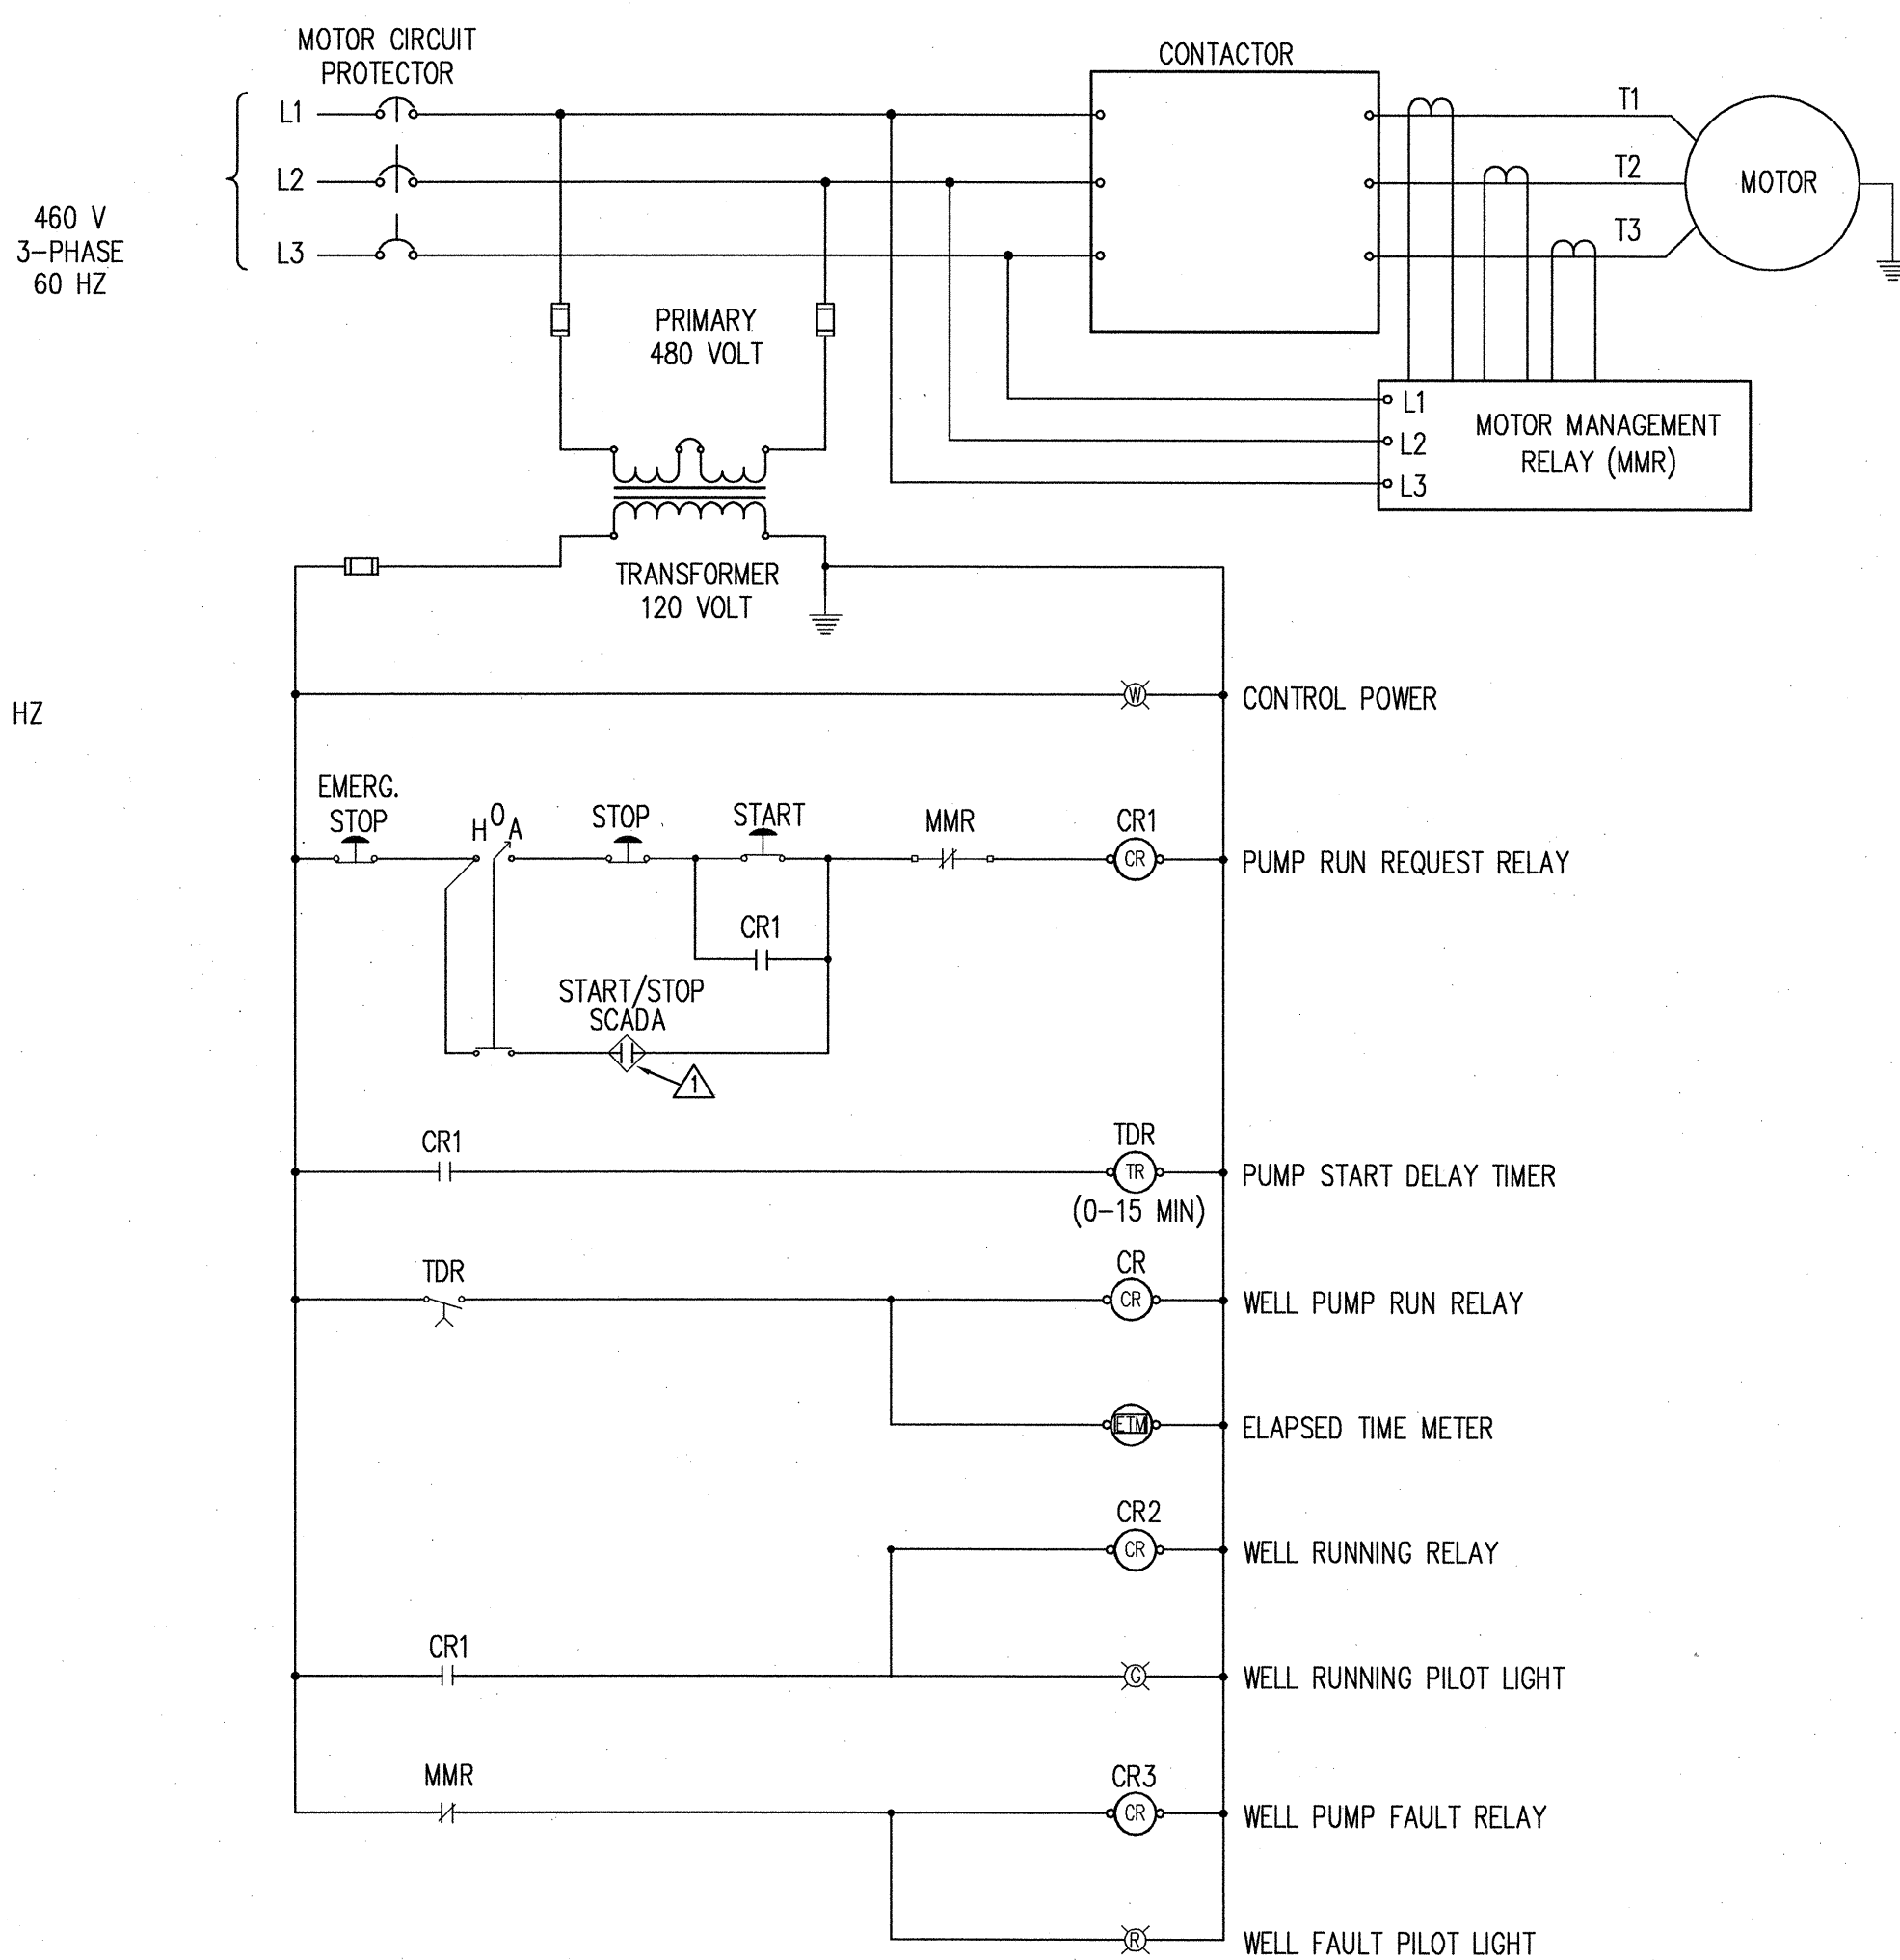 MOTOR CIRCUIT
PROTECTOR
CONTACTOR
L1
L2
L3
T1
T2
T3
MOTOR
460 V
3-PHASE
60 HZ
PRIMARY
480 VOLT
L1
L2
L3
MOTOR MANAGEMENT
RELAY (MMR)
TRANSFORMER
120 VOLT
HZ
W
CONTROL POWER
EMERG.
STOP
H O A
STOP
START
MMR
CR1
CR
PUMP RUN REQUEST RELAY
CR1
START/STOP
SCADA
1
CR1
TDR
TR
(0-15 MIN)
PUMP START DELAY TIMER
TDR
CR
CR
WELL PUMP RUN RELAY
ETM
ELAPSED TIME METER
CR2
CR
WELL RUNNING RELAY
CR1
G
WELL RUNNING PILOT LIGHT
MMR
CR3
CR
WELL PUMP FAULT RELAY
R
WELL FAULT PILOT LIGHT